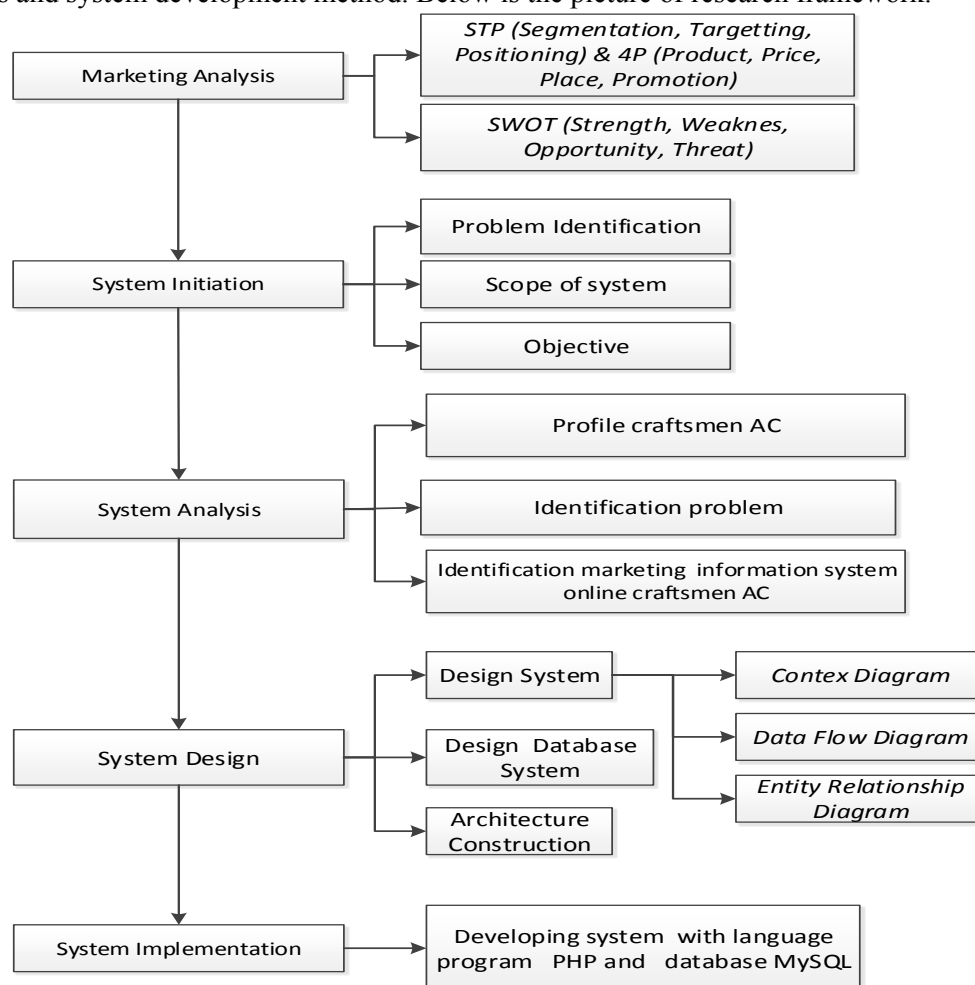 s and system development method. Below is the picture of research framework.
STP (Segmentation, Targetting,
Positioning) & 4P (Product, Price,
Place, Promotion)
Marketing Analysis
SWOT (Strength, Weaknes,
Opportunity, Threat)
Problem Identification
System Initiation
Scope of system
Objective
Profile craftsmen AC
System Analysis
Identification problem
Identification marketing information system
online craftsmen AC
Design System
Contex Diagram
System Design
Design Database
System
Data Flow Diagram
Architecture
Construction
Entity Relationship
Diagram
System Implementation
Developing system with language
program PHP and database MySQL